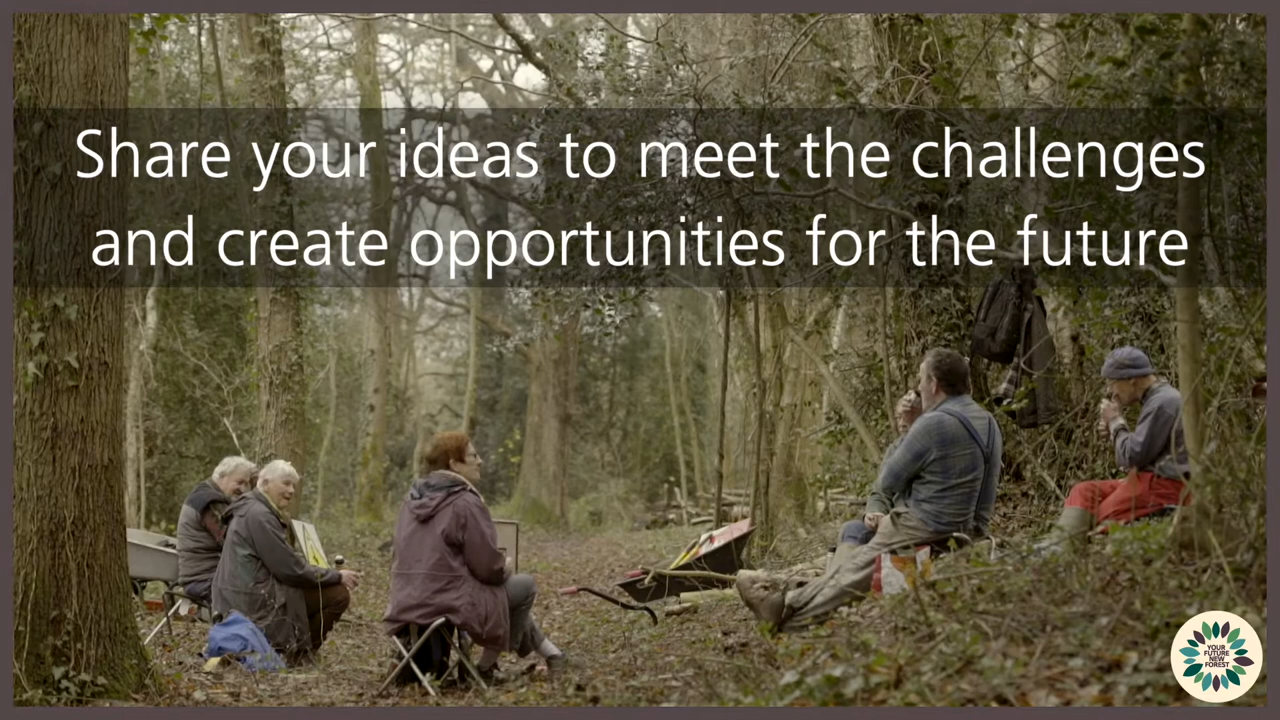 Share your ideas to meet the challenges
and create opportunities for the future
YOUR
FUTURE
NEW
FOREST